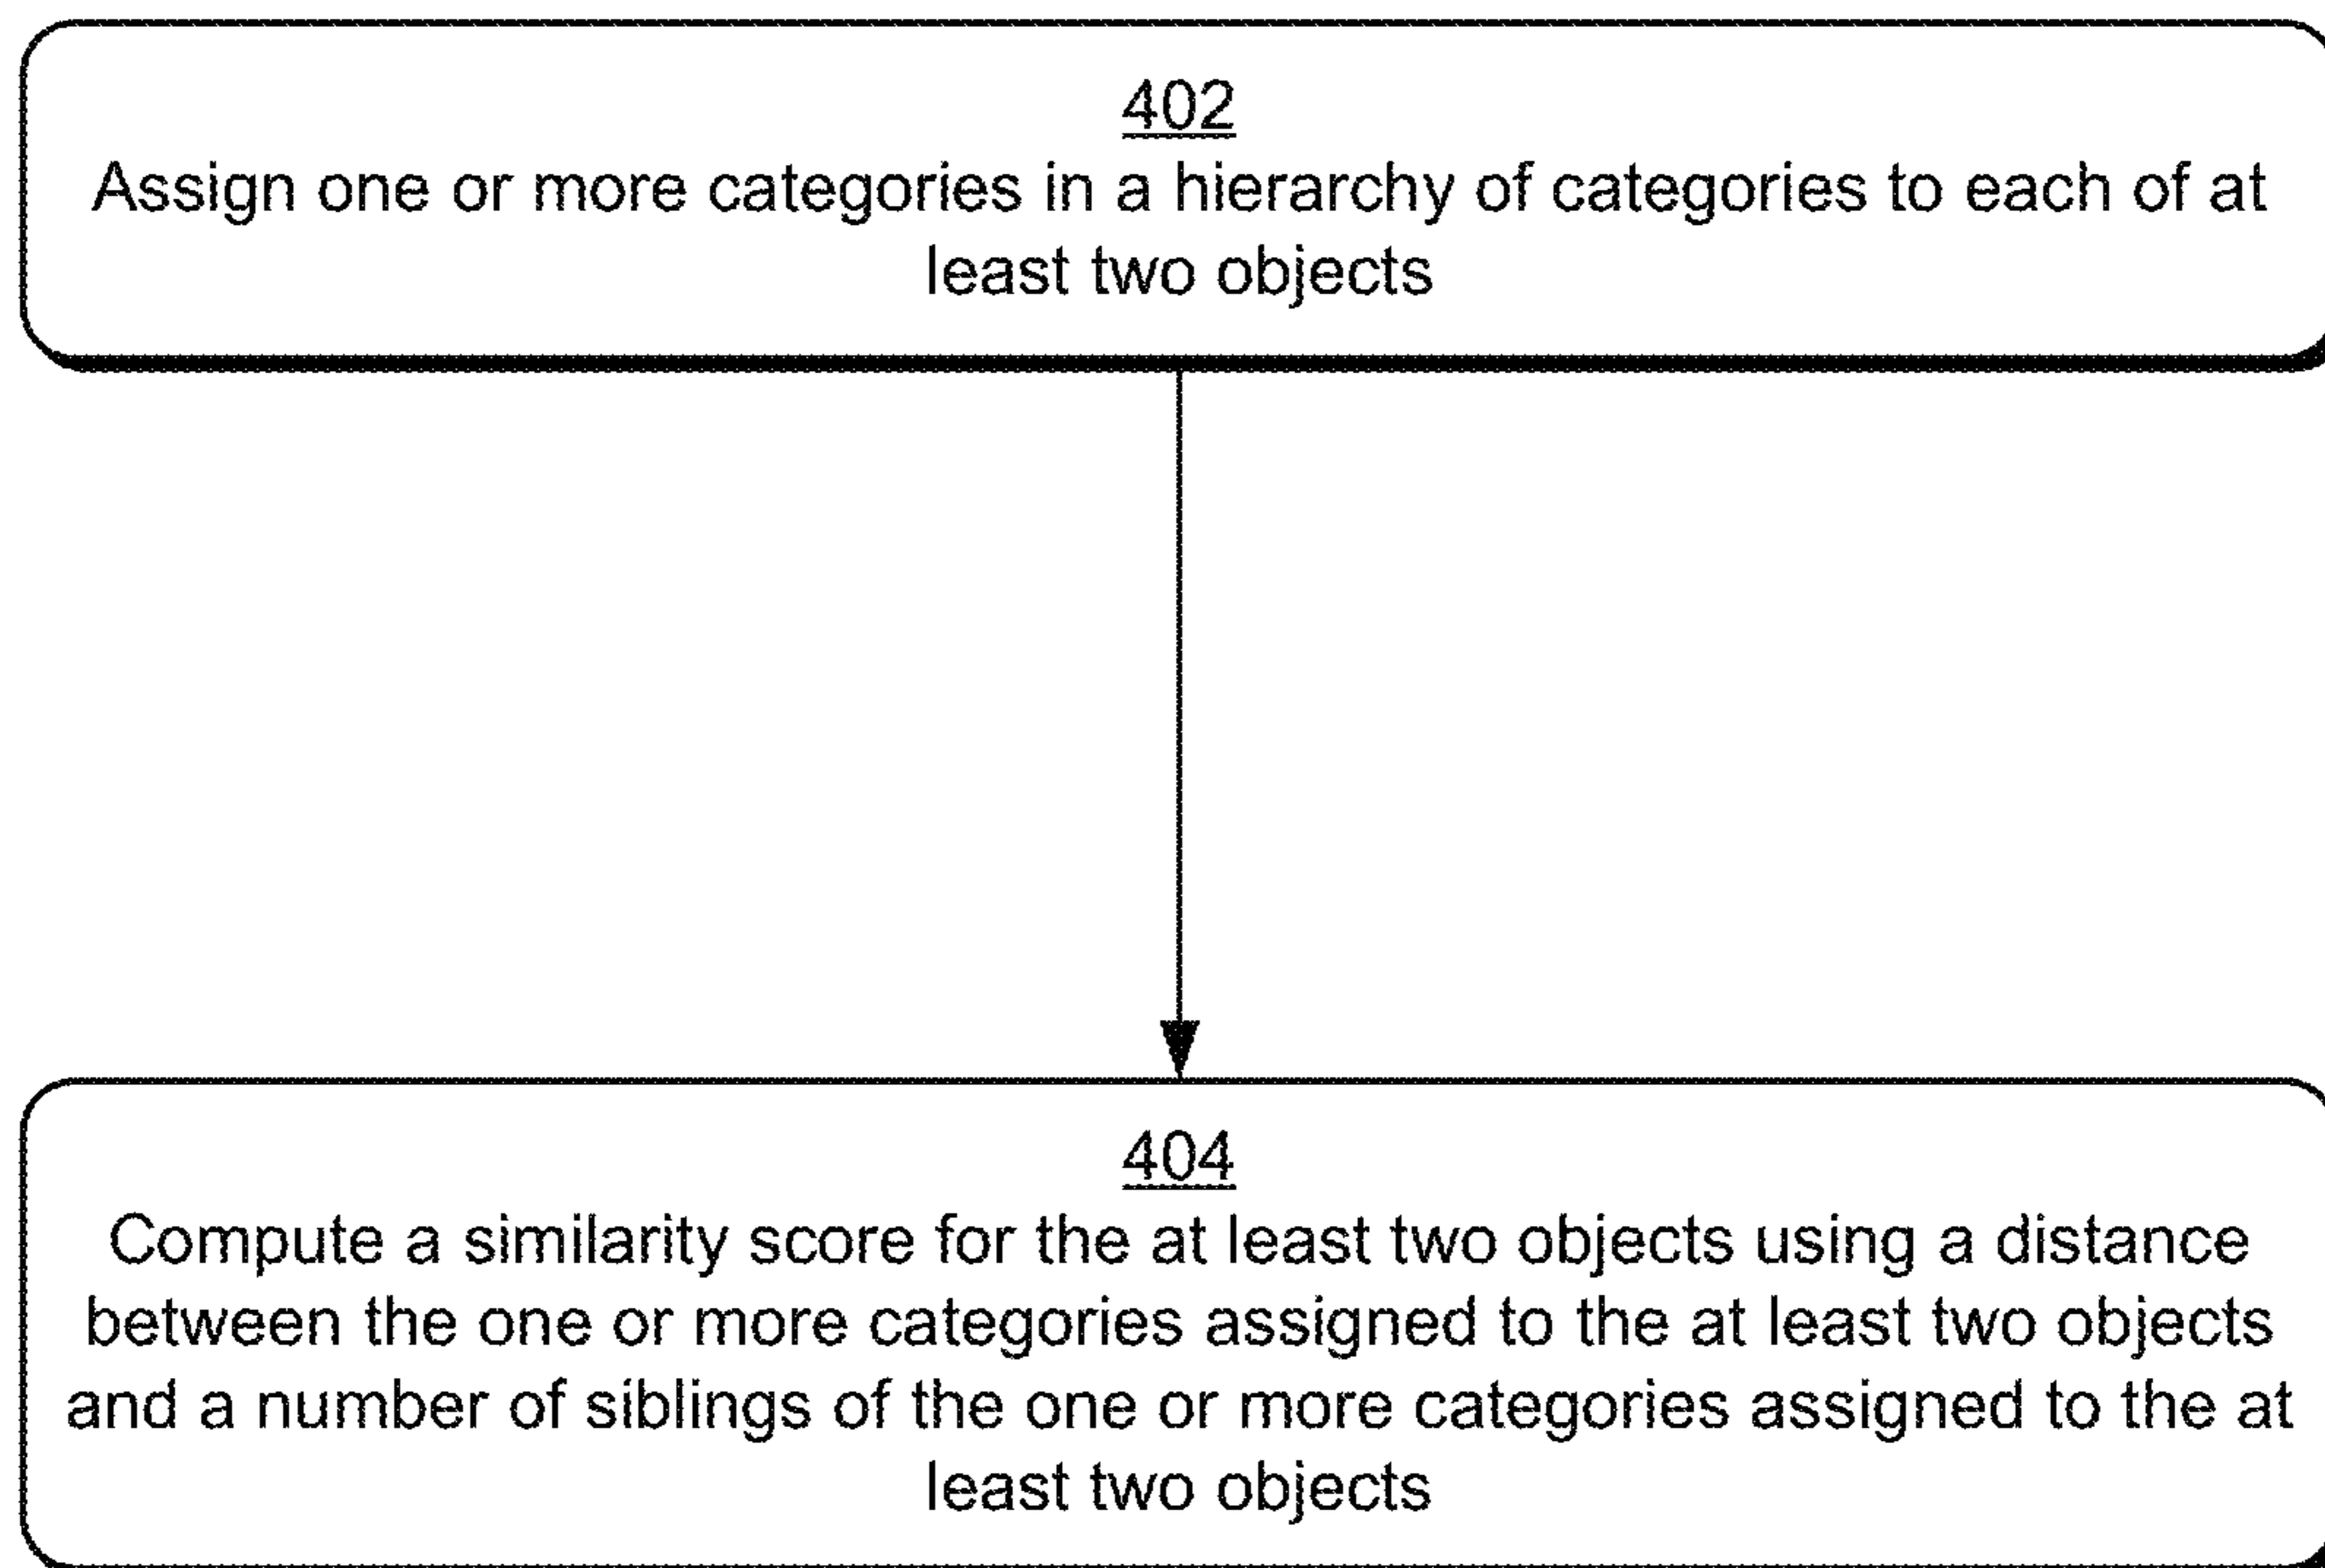 402
Assign one or more categories in a hierarchy of categories to each of at
least two objects
404
Compute a similarity score for the at least two objects using a distance
between the one or more categories assigned to the at least two objects
and a number of siblings of the one or more categories assigned to the at
least two objects